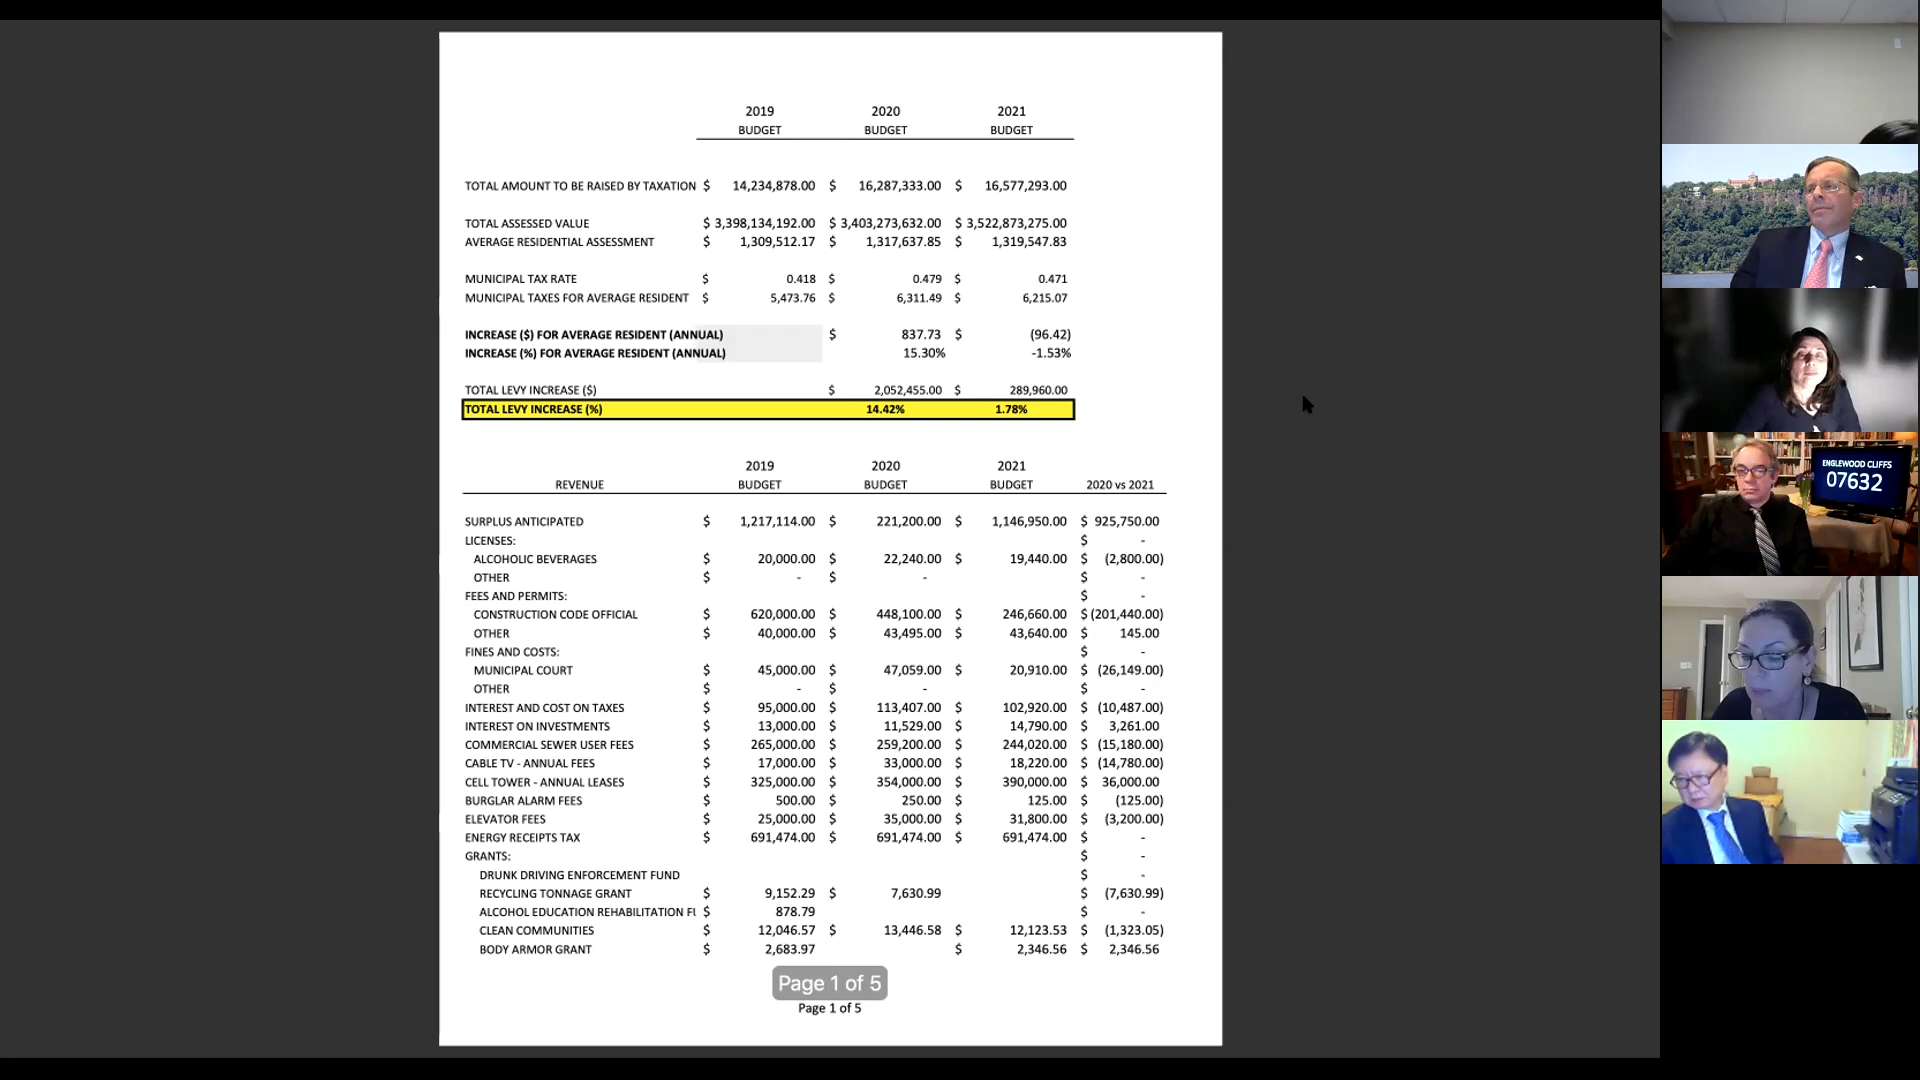 2019 2020 2021
BUDGET BUDGET BUDGET
TOTAL AMOUNT TO BE RAISED BY TAXATION $ 14,234,878.00 $ 16,287,333.00 $ 16,577,293.00
TOTAL ASSESSED VALUE $ 3,398,134,192.00 $ 3,403,273,632.00 $ 3,522,873,275.00
AVERAGE RESIDENTIAL ASSESSMENT $ 1,309,512.17 $ 1,317,637.85 $ 1,319,547.83
MUNICIPAL TAX RATE $ 0.418 $ 0.479 $ 0.471
MUNICIPAL TAXES FOR AVERAGE RESIDENT $ 5,473.76 $ 6,311.49 $ 6,215.07
INCREASE ($) FOR AVERAGE RESIDENT (ANNUAL) $ 837.73 $ (96.42)
INCREASE (%) FOR AVERAGE RESIDENT (ANNUAL) 15.30% -1.53%
TOTAL LEVY INCREASE ($) $ 2,052,455.00 $ 289,960.00
TOTAL LEVY INCREASE (%) 14.42% 1.78%
2019 2020 2021
REVENUE BUDGET BUDGET BUDGET 2020 vs 2021
SURPLUS ANTICIPATED $ 1,217,114.00 $ 221,200.00 $ 1,146,950.00 $ 925,750.00
LICENSES: $ -
ALCOHOLIC BEVERAGES $ 20,000.00 $ 22,240.00 $ 19,440.00 $ (2,800.00)
OTHER $ - $ - $ -
FEES AND PERMITS: $ -
CONSTRUCTION CODE OFFICIAL $ 620,000.00 $ 448,100.00 $ 246,660.00 $ (201,440.00)
OTHER $ 40,000.00 $ 43,495.00 $ 43,640.00 $ 145.00
FINES AND COSTS: $ -
MUNICIPAL COURT $ 45,000.00 $ 47,059.00 $ 20,910.00 $ (26,149.00)
OTHER $ - $ - $ -
INTEREST AND COST ON TAXES $ 95,000.00 $ 113,407.00 $ 102,920.00 $ (10,487.00)
INTEREST ON INVESTMENTS $ 13,000.00 $ 11,529.00 $ 14,790.00 $ 3,261.00
COMMERCIAL SEWER USER FEES $ 265,000.00 $ 259,200.00 $ 244,020.00 $ (15,180.00)
CABLE TV - ANNUAL FEES $ 17,000.00 $ 33,000.00 $ 18,220.00 $ (14,780.00)
CELL TOWER - ANNUAL LEASES $ 325,000.00 $ 354,000.00 $ 390,000.00 $ 36,000.00
BURGLAR ALARM FEES $ 500.00 $ 250.00 $ 125.00 $ (125.00)
ELEVATOR FEES $ 25,000.00 $ 35,000.00 $ 31,800.00 $ (3,200.00)
ENERGY RECEIPTS TAX $ 691,474.00 $ 691,474.00 $ 691,474.00 $ -
GRANTS: $ -
DRUNK DRIVING ENFORCEMENT FUND $ -
RECYCLING TONNAGE GRANT $ 9,152.29 $ 7,630.99 $ (7,630.99)
ALCOHOL EDUCATION REHABILITATION FU $ 878.79 $ -
CLEAN COMMUNITIES $ 12,046.57 $ 13,446.58 $ 12,123.53 $ (1,323.05)
BODY ARMOR GRANT $ 2,683.97 $ 2,346.56 $ 2,346.56
Page 1 of 5
Page 1 of 5
ENGLEWOOD CLIFFS
07632